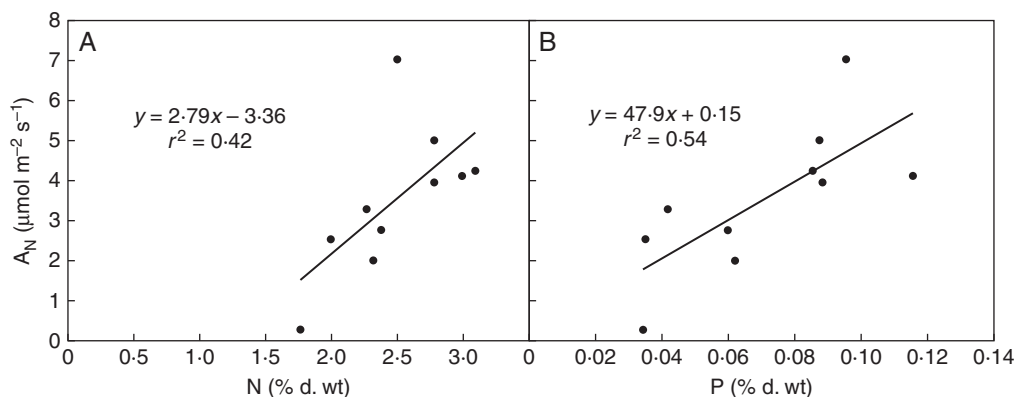 A
B
8
7
6
5
4
3
2
1
0
A_N (μmol m⁻² s⁻¹)
y = 2·79x – 3·36
r² = 0·42
y = 47·9x + 0·15
r² = 0·54
0 0·5 1·0 1·5 2·0 2·5 3·0
0 0·02 0·04 0·06 0·08 0·10 0·12 0·14
N (% d. wt)
P (% d. wt)